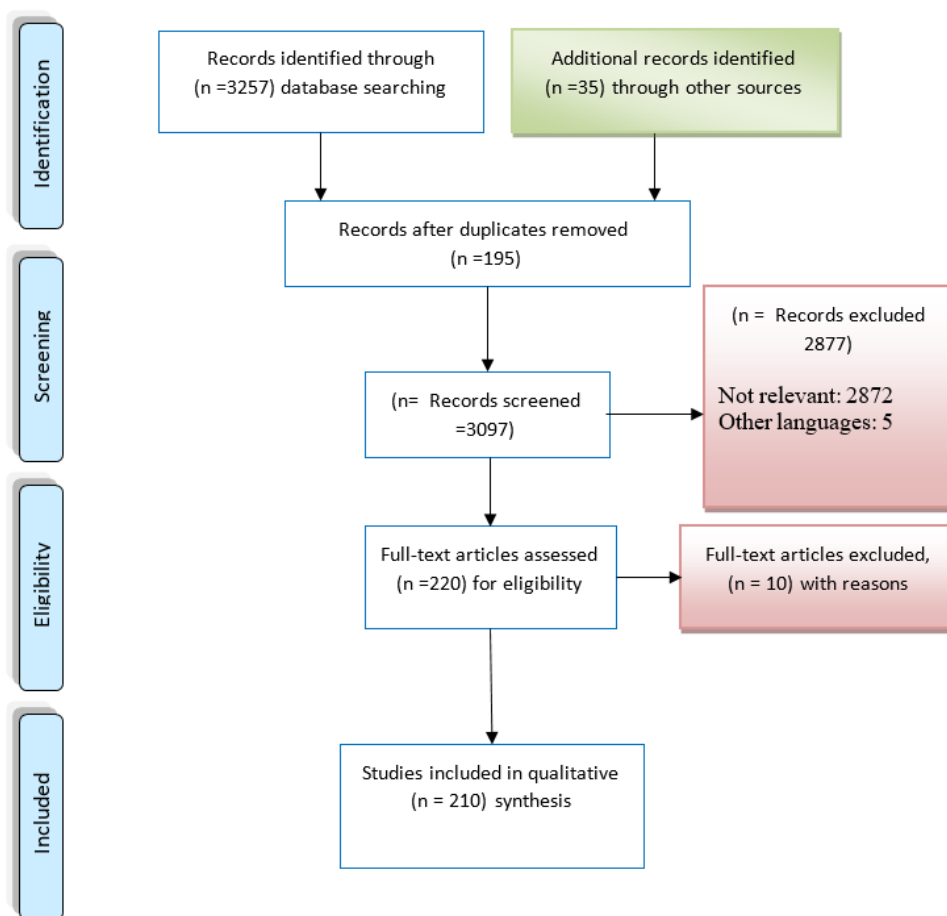 Identification
Records identified through
(n =3257) database searching
Additional records identified
(n =35) through other sources
Records after duplicates removed
(n =195)
Screening
(n= Records screened
=3097)
(n = Records excluded
2877)
Not relevant: 2872
Other languages: 5
Eligibility
Full-text articles assessed
(n =220) for eligibility
Full-text articles excluded,
(n = 10) with reasons
Included
Studies included in qualitative
(n = 210) synthesis